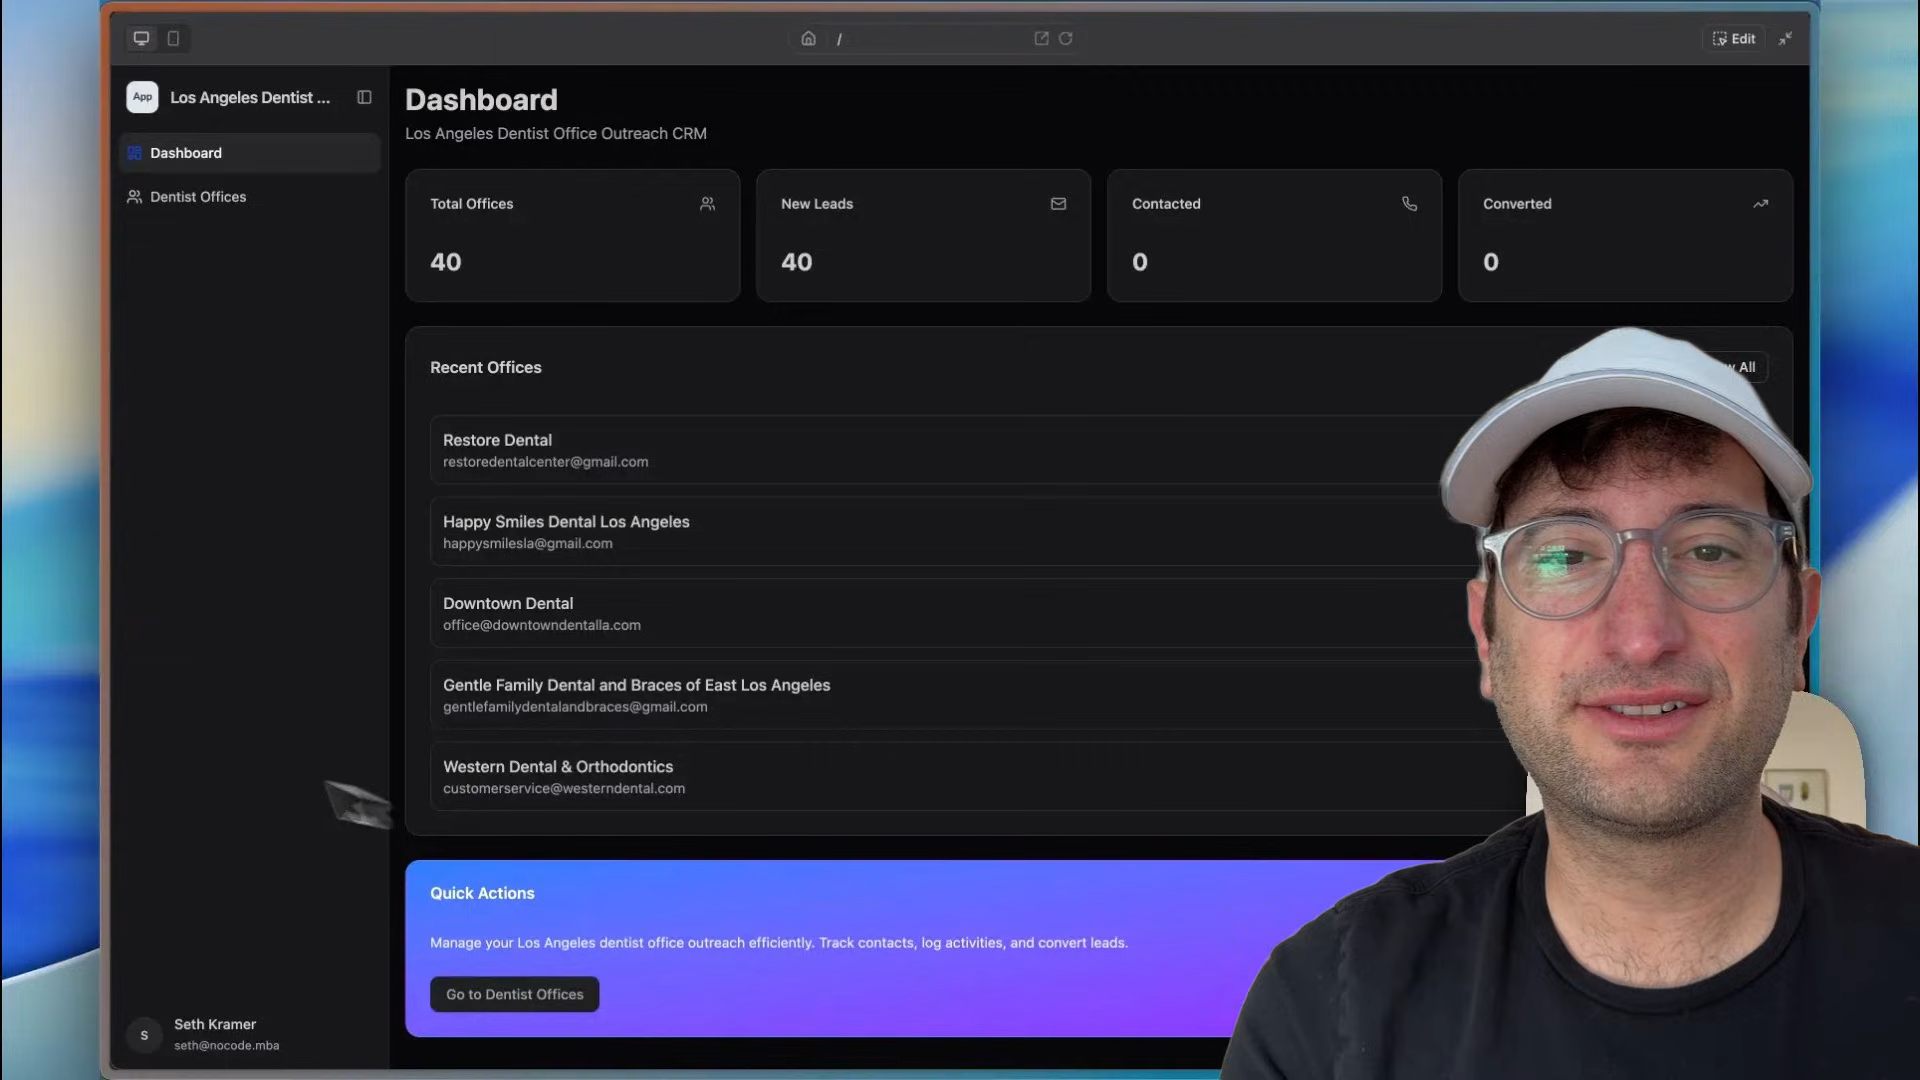 /
Edit
App
Los Angeles Dentist ...
Dashboard
Dentist Offices
Dashboard
Los Angeles Dentist Office Outreach CRM
Total Offices
40
New Leads
40
Contacted
0
Converted
0
Recent Offices
All
Restore Dental
restoredentalcenter@gmail.com
Happy Smiles Dental Los Angeles
happysmilesla@gmail.com
Downtown Dental
office@downtowndentalla.com
Gentle Family Dental and Braces of East Los Angeles
gentlefamilydentalandbraces@gmail.com
Western Dental & Orthodontics
customerservice@westerndental.com
Quick Actions
Manage your Los Angeles dentist office outreach efficiently. Track contacts, log activities, and convert leads.
Go to Dentist Offices
S
Seth Kramer
seth@nocode.mba